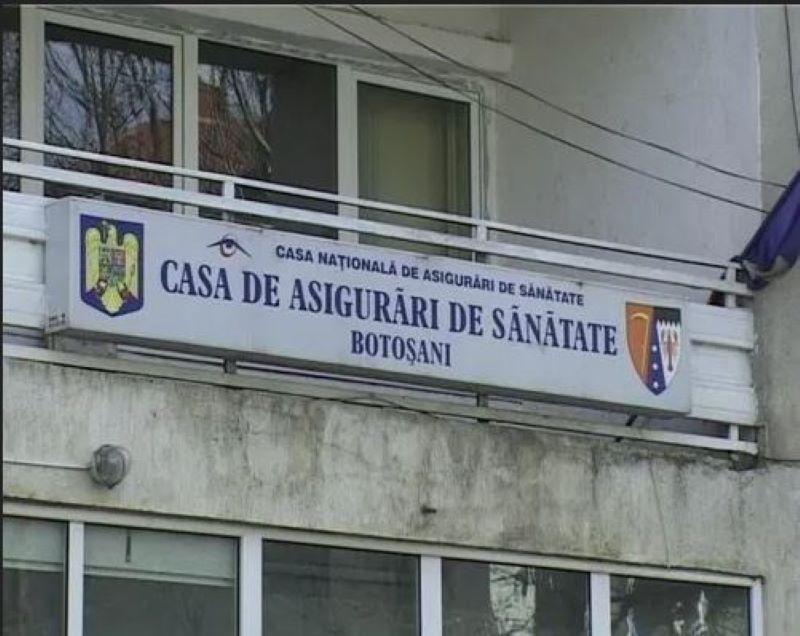 CASA NAȚIONALĂ DE ASIGURĂRI DE SĂNĂTATE
CASA DE ASIGURĂRI DE SĂNĂTATE
BOTOȘANI